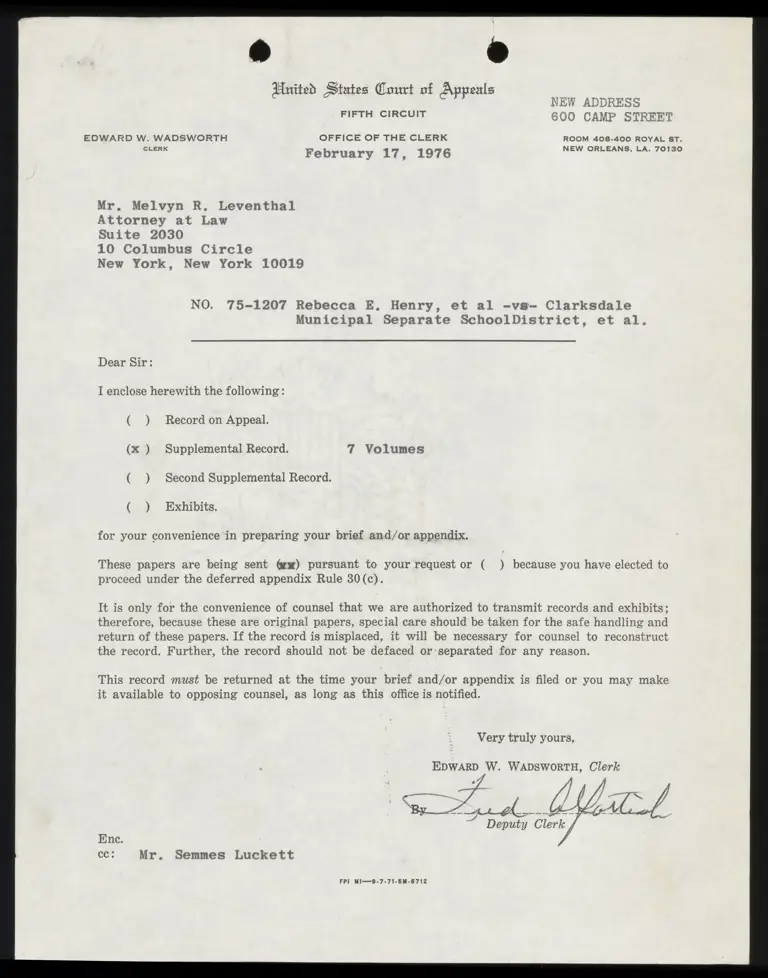 United States Court of Appeals
FIFTH CIRCUIT
OFFICE OF THE CLERK
February 17, 1976
EDWARD W. WADSWORTH
CLERK
NEW ADDRESS
600 CAMP STREET
ROOM 408-400 ROYAL ST.
NEW ORLEANS, LA. 70130
Mr. Melvyn R. Leventhal
Attorney at Law
Suite 2030
10 Columbus Circle
New York, New York 10019
NO. 75-1207 Rebecca E. Henry, et al -vs- Clarksdale
Municipal Separate SchoolDistrict, et al.
Dear Sir:
I enclose herewith the following:
( ) Record on Appeal.
(x ) Supplemental Record. 7 Volumes
( ) Second Supplemental Record.
( ) Exhibits.
for your convenience in preparing your brief and/or appendix.
These papers are being sent (xx) pursuant to your request or ( ) because you have elected to
proceed under the deferred appendix Rule 30(c).
It is only for the convenience of counsel that we are authorized to transmit records and exhibits;
therefore, because these are original papers, special care should be taken for the safe handling and
return of these papers. If the record is misplaced, it will be necessary for counsel to reconstruct
the record. Further, the record should not be defaced or separated for any reason.
This record must be returned at the time your brief and/or appendix is filed or you may make
it available to opposing counsel, as long as this office is notified.
Very truly yours,
EDWARD W. WADSWORTH, Clerk
By Fred
Deputy Clerk
Enc.
cc: Mr. Semmes Luckett
FPI MI—9-7-71-5M-6712